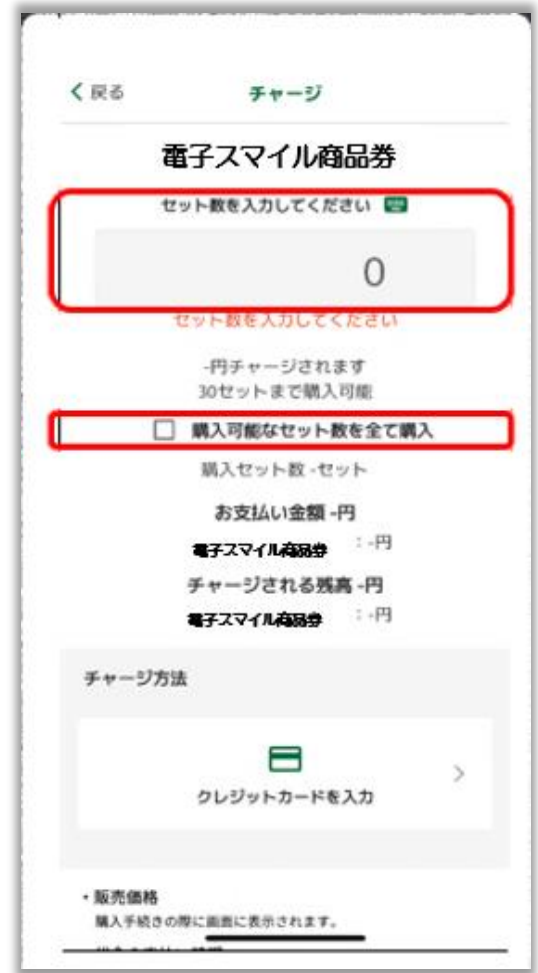 戻る
チャージ
電子スマイル商品券
セット数を入力してください
0
セット数を入力してください
-円チャージされます
30セットまで購入可能
購入可能なセット数を全て購入
購入セット数 -セット
お支払い金額 -円
電子スマイル商品券 : -円
チャージされる残高 -円
電子スマイル商品券 : -円
チャージ方法
クレジットカードを入力
・販売価格
購入手続きの際に画面に表示されます。